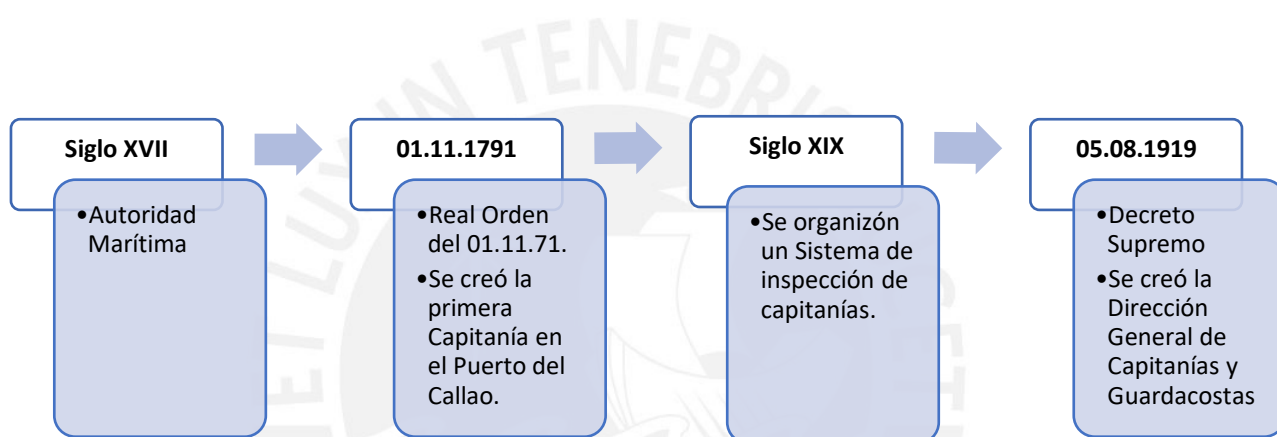 Siglo XVII
•Autoridad
Marítima
01.11.1791
•Real Orden
del 01.11.71.
•Se creó la
primera
Capitanía en
el Puerto del
Callao.
Siglo XIX
•Se organizón
un Sistema de
inspección de
capitanías.
05.08.1919
•Decreto
Supremo
•Se creó la
Dirección
General de
Capitanías y
Guardacostas